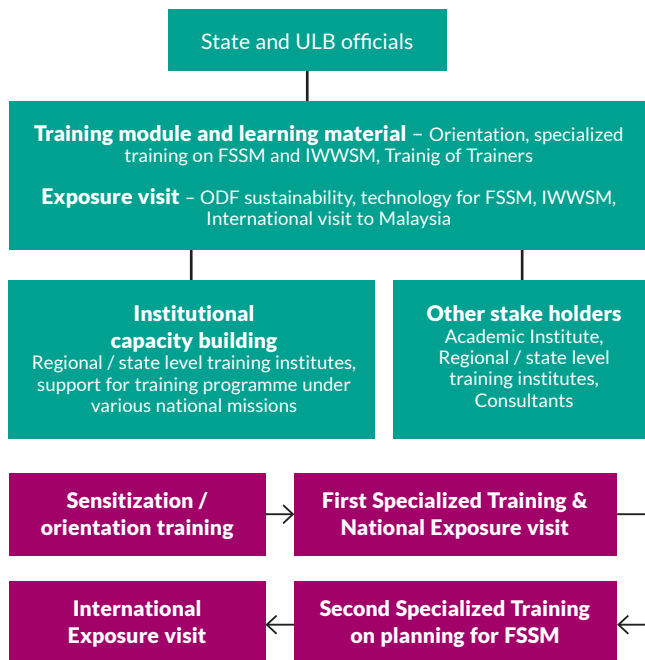 State and ULB officials
Training module and learning material – Orientation, specialized
training on FSSM and IWWSM, Trainig of Trainers
Exposure visit – ODF sustainability, technology for FSSM, IWWSM,
International visit to Malaysia
Institutional
capacity building
Regional / state level training institutes,
support for training programme under
various national missions
Other stake holders
Academic Institute,
Regional / state level
training institutes,
Consultants
Sensitization /
orientation training
First Specialized Training &
National Exposure visit
Second Specialized Training
on planning for FSSM
International
Exposure visit